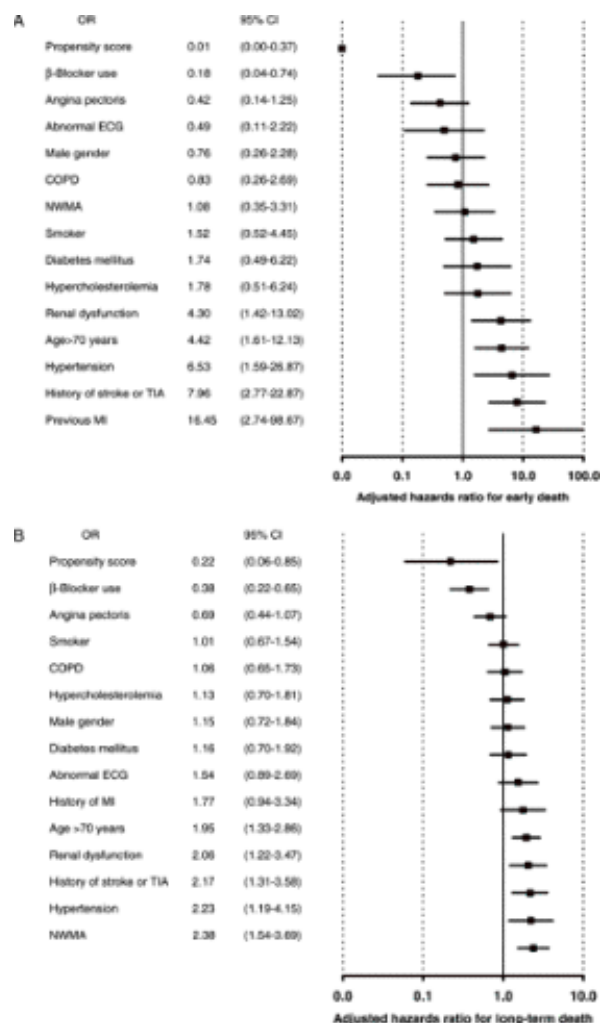 A
OR 95% CI
Propensity score 0.01 (0.00-0.37)
β-Blocker use 0.18 (0.04-0.74)
Angina pectoris 0.42 (0.14-1.25)
Abnormal ECG 0.49 (0.11-2.22)
Male gender 0.76 (0.26-2.28)
COPD 0.83 (0.26-2.69)
NWMA 1.08 (0.35-3.31)
Smoker 1.52 (0.52-4.45)
Diabetes mellitus 1.74 (0.49-6.22)
Hypercholesterolemia 1.78 (0.51-6.24)
Renal dysfunction 4.30 (1.42-13.02)
Age>70 years 4.42 (1.61-12.13)
Hypertension 6.53 (1.59-26.87)
History of stroke or TIA 7.96 (2.77-22.87)
Previous MI 16.45 (2.74-98.67)
0.0 0.1 1.0 10.0 100.0
Adjusted hazards ratio for early death
B
OR 95% CI
Propensity score 0.22 (0.06-0.85)
β-Blocker use 0.38 (0.22-0.65)
Angina pectoris 0.69 (0.44-1.07)
Smoker 1.01 (0.67-1.54)
COPD 1.06 (0.65-1.73)
Hypercholesterolemia 1.13 (0.70-1.81)
Male gender 1.15 (0.72-1.84)
Diabetes mellitus 1.16 (0.70-1.92)
Abnormal ECG 1.54 (0.89-2.69)
History of MI 1.77 (0.94-3.34)
Age >70 years 1.95 (1.33-2.86)
Renal dysfunction 2.06 (1.22-3.47)
History of stroke or TIA 2.17 (1.31-3.58)
Hypertension 2.23 (1.19-4.15)
NWMA 2.38 (1.54-3.69)
0.0 0.1 1.0 10.0
Adjusted hazards ratio for long-term death